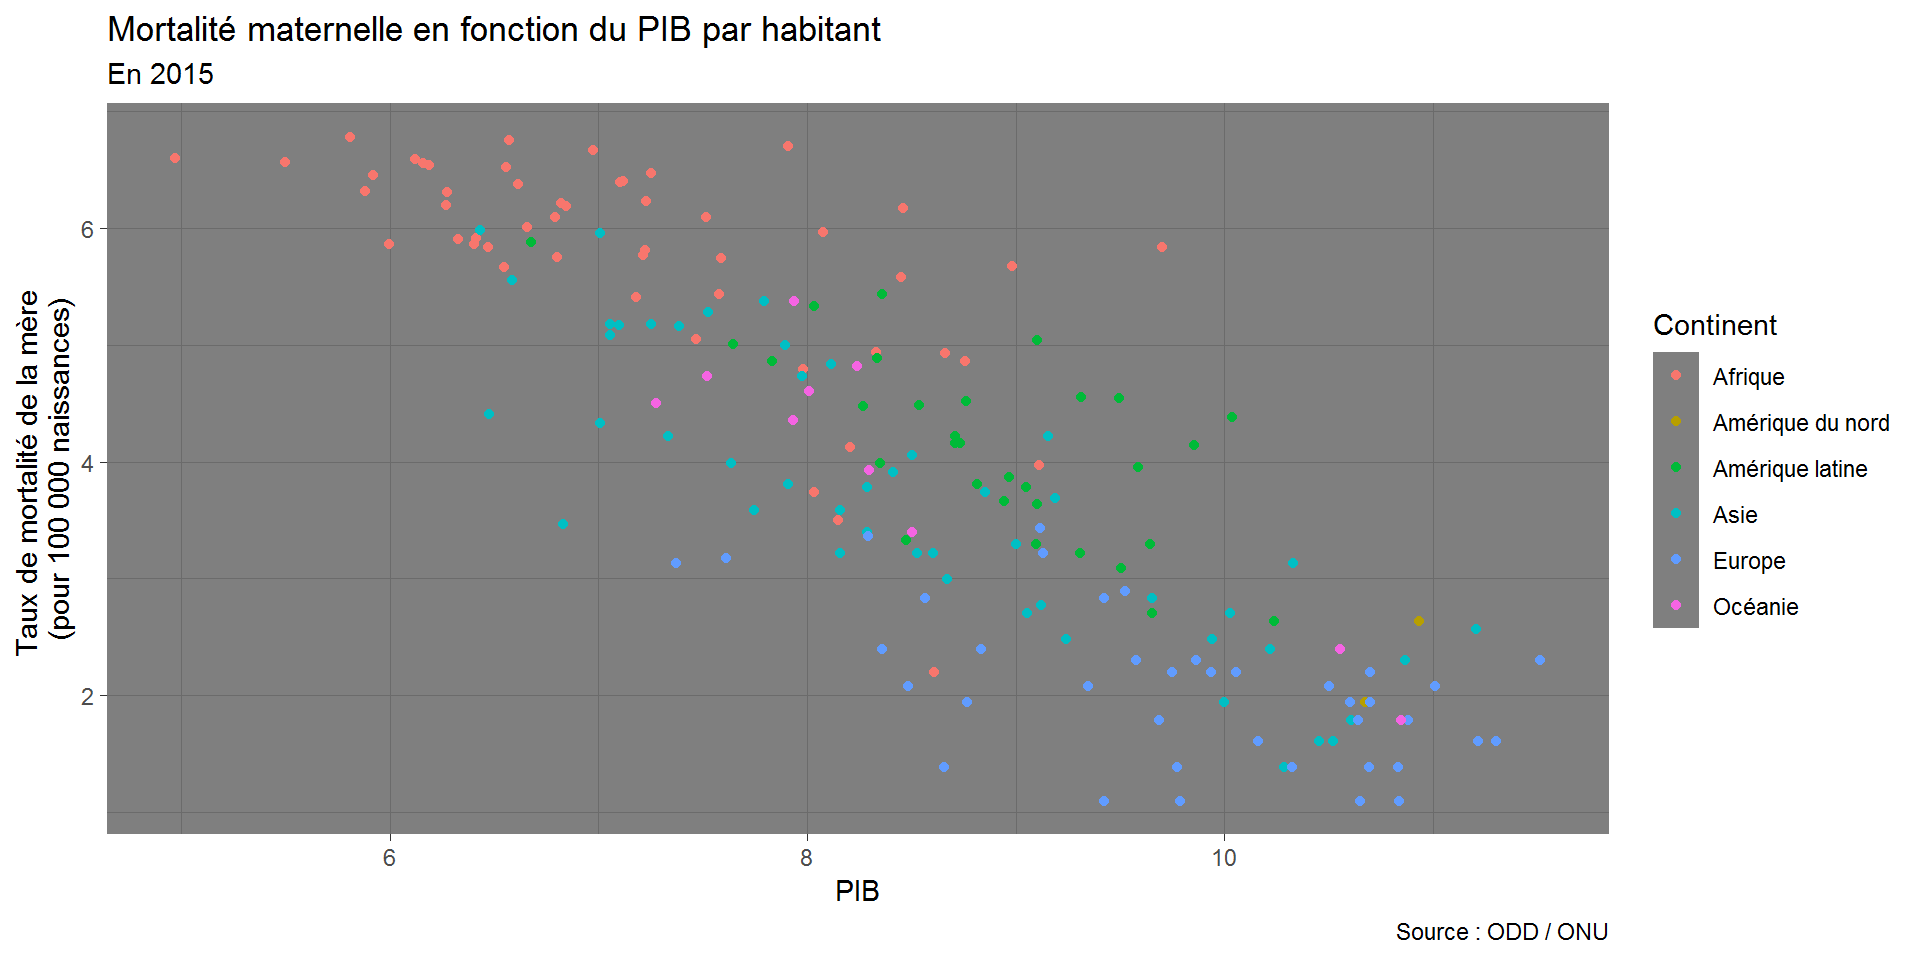 Mortalité maternelle en fonction du PIB par habitant
En 2015
Taux de mortalité de la mère
(pour 100 000 naissances)
6
4
2
6
8
10
PIB
Continent
Afrique
Amérique du nord
Amérique latine
Asie
Europe
Océanie
Source : ODD / ONU